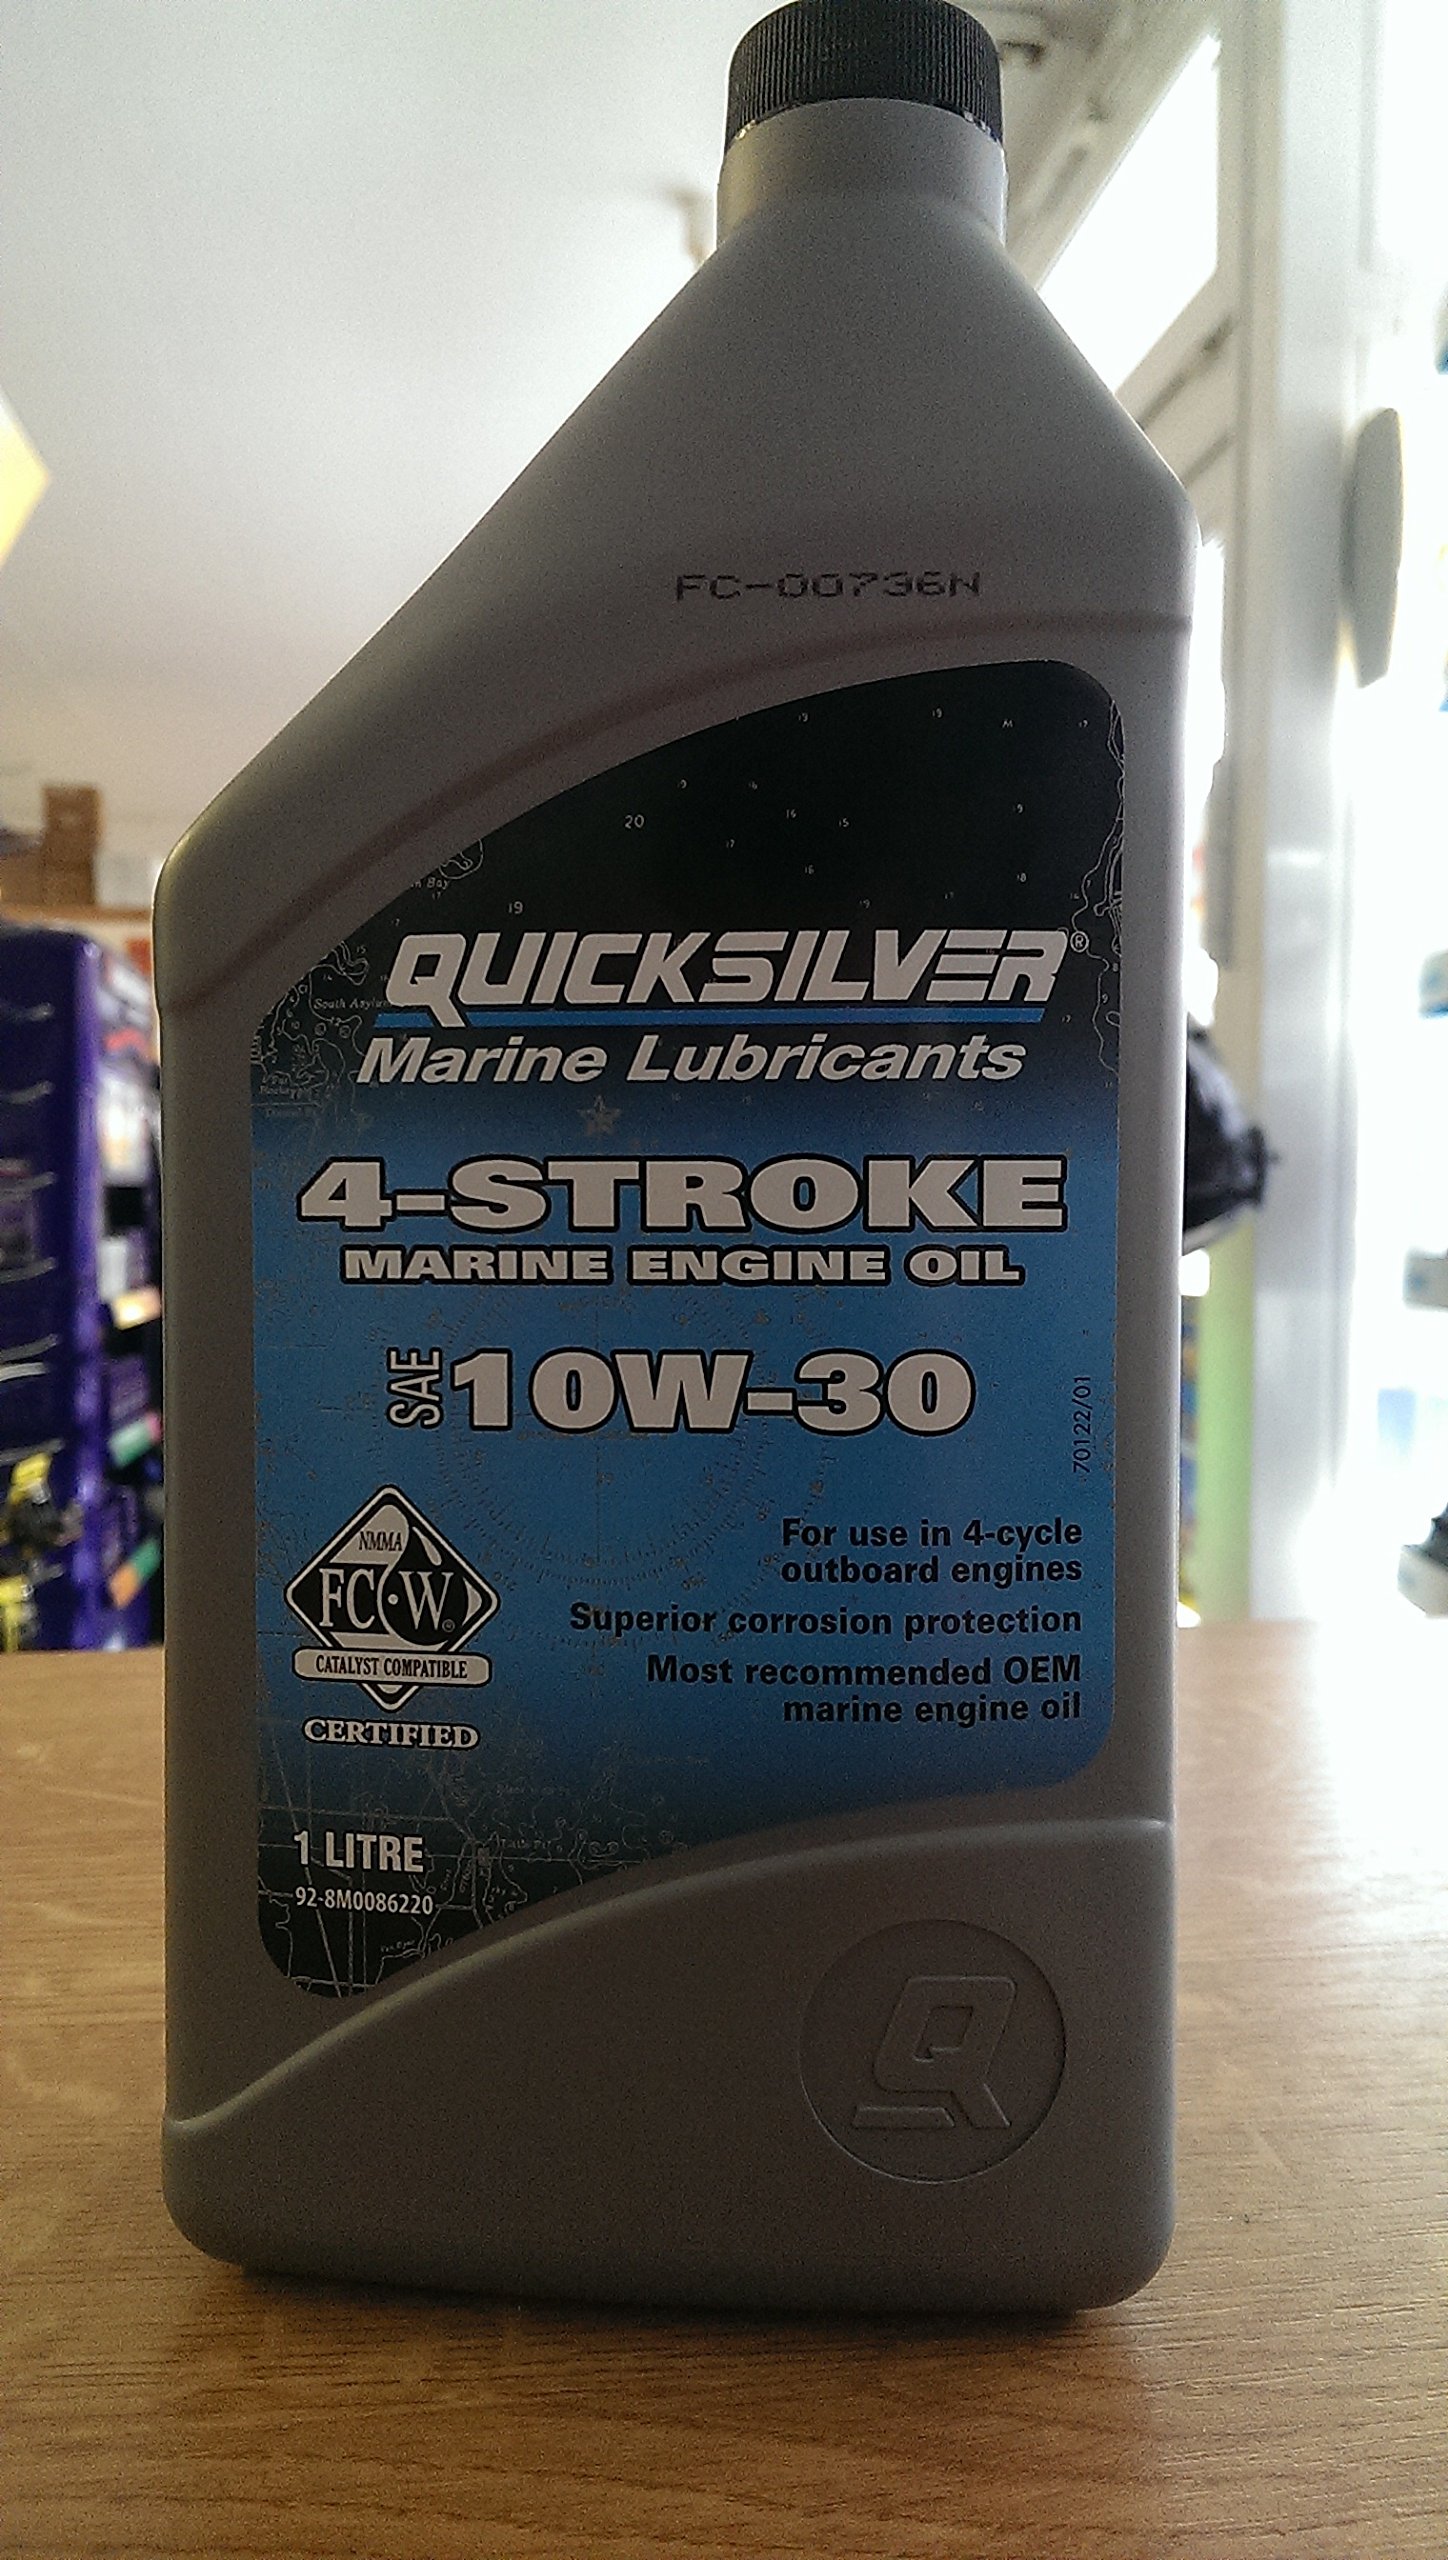 FC-00736N
QUICKSILVER®
Marine Lubricants
4-STROKE
MARINE ENGINE OIL
SAE 10W-30
70122/01
For use in 4-cycle
outboard engines
Superior corrosion protection
Most recommended OEM
marine engine oil
NMMA
FC-W®
CATALYST COMPATIBLE
CERTIFIED
1 LITRE
92-8M0086220
Q